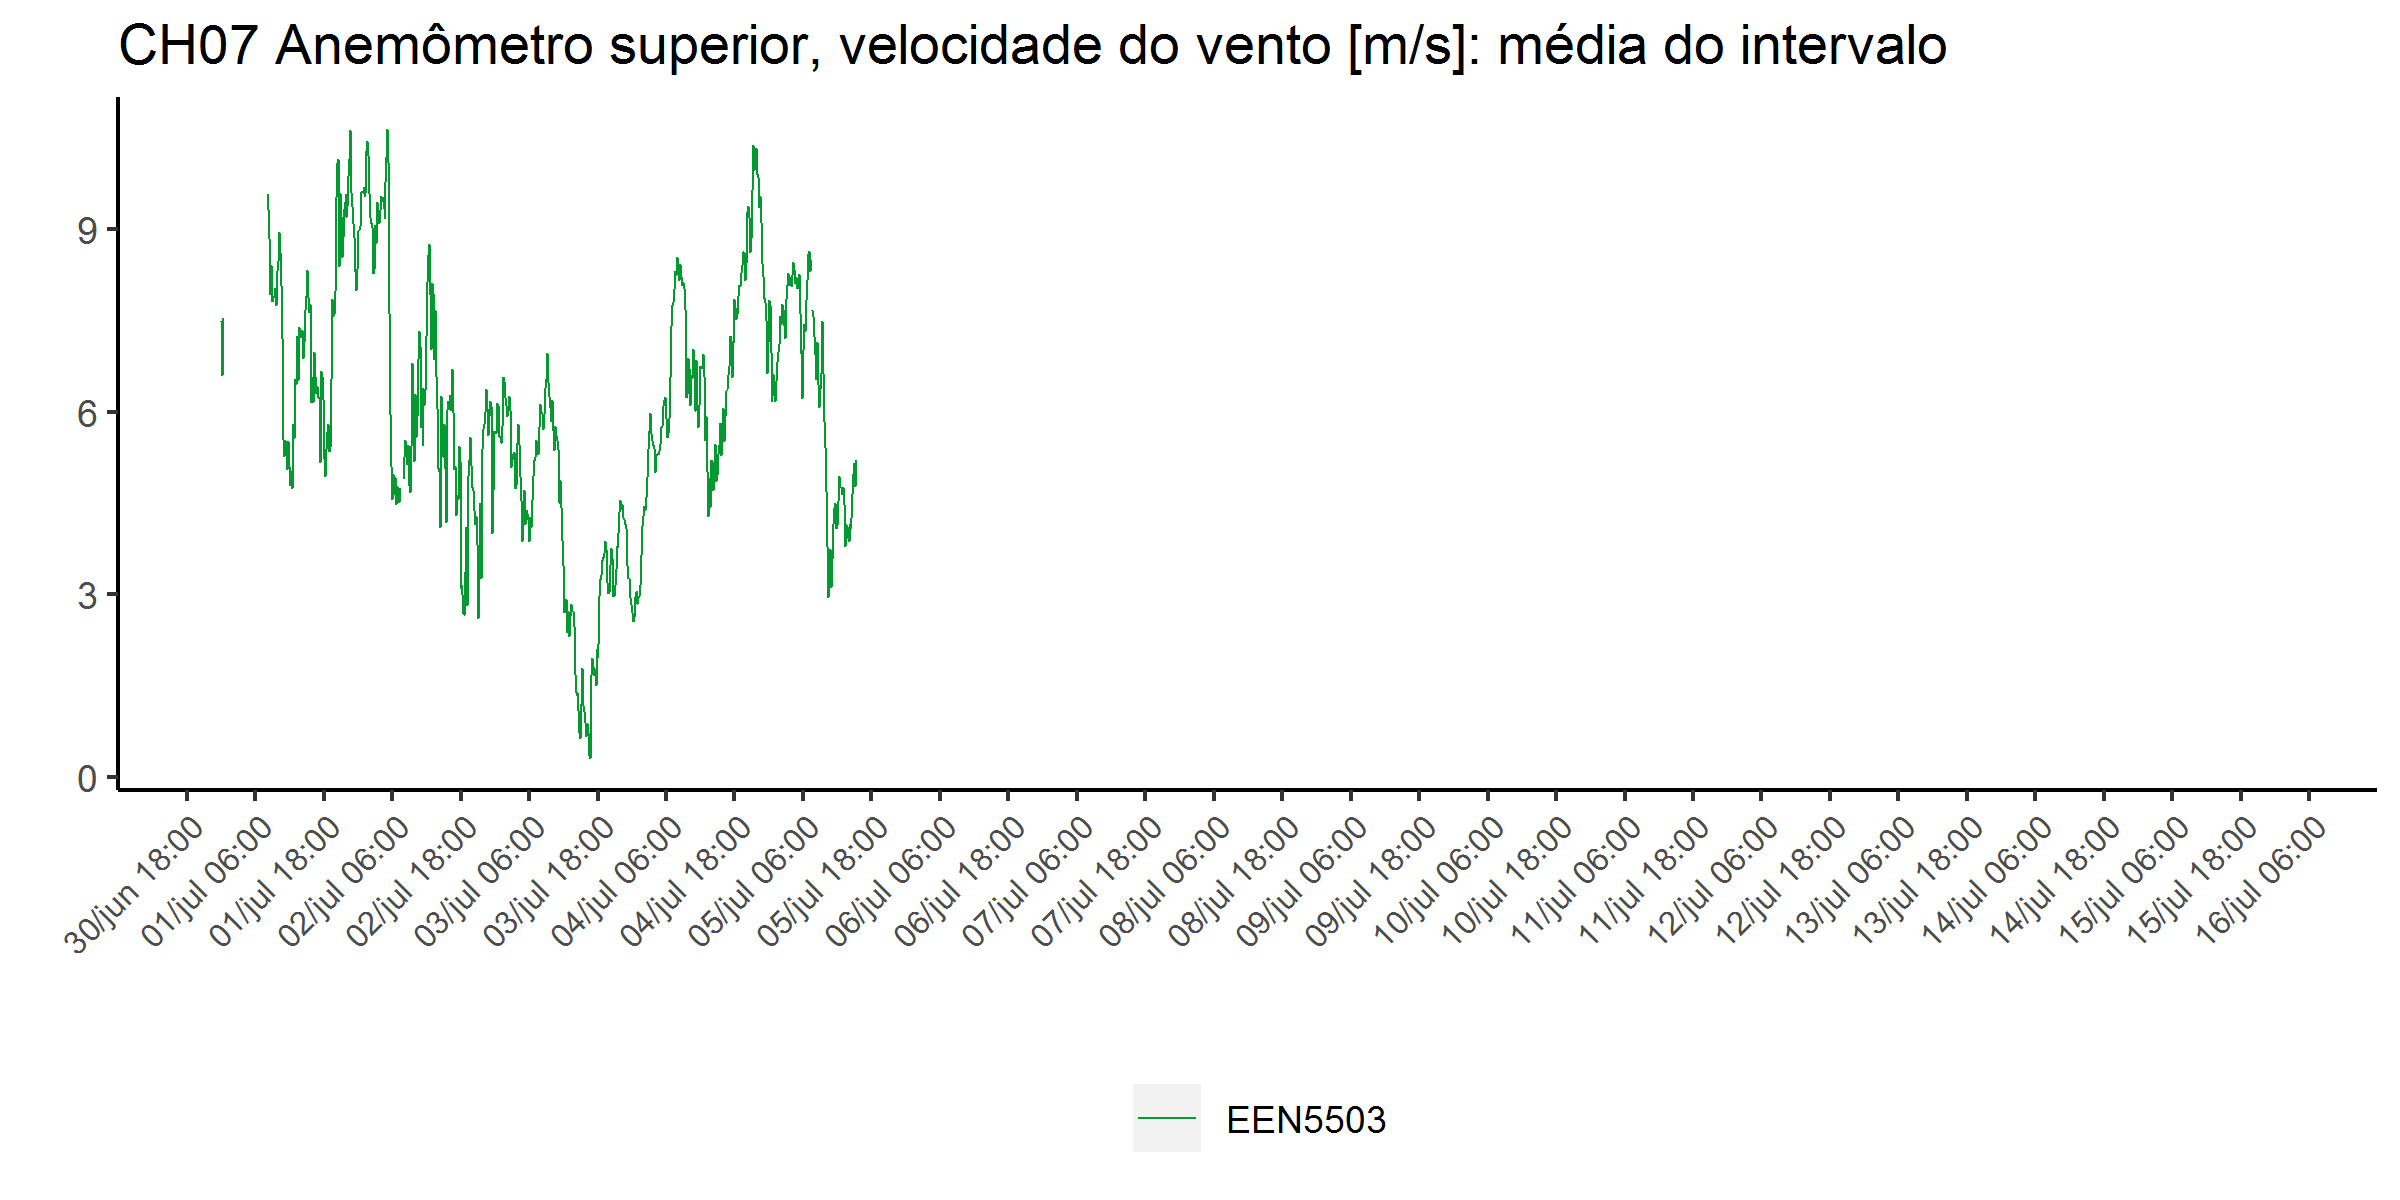 CH07 Anemômetro superior, velocidade do vento [m/s]: média do intervalo
9
6
3
0
30/jun 18:00
01/jul 06:00
01/jul 18:00
02/jul 06:00
02/jul 18:00
03/jul 06:00
03/jul 18:00
04/jul 06:00
04/jul 18:00
05/jul 06:00
05/jul 18:00
06/jul 06:00
06/jul 18:00
07/jul 06:00
07/jul 18:00
08/jul 06:00
08/jul 18:00
09/jul 06:00
09/jul 18:00
10/jul 06:00
10/jul 18:00
11/jul 06:00
11/jul 18:00
12/jul 06:00
12/jul 18:00
13/jul 06:00
13/jul 18:00
14/jul 06:00
14/jul 18:00
15/jul 06:00
15/jul 18:00
16/jul 06:00
EEN5503